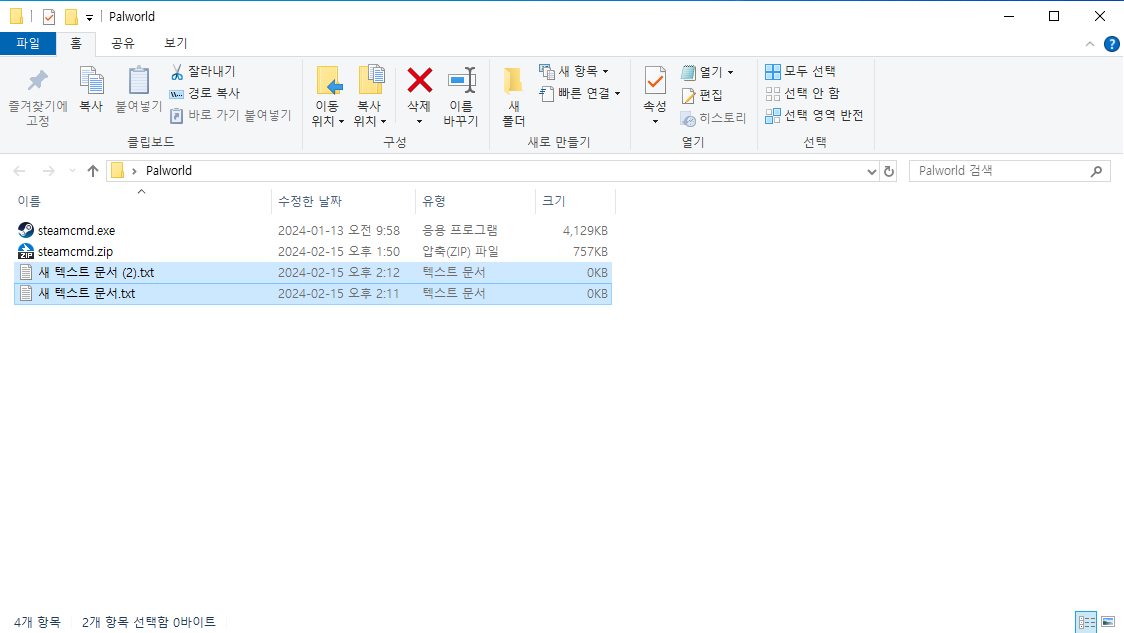 Palworld
파일 홈 공유 보기
즐겨찾기에 고정
복사
붙여넣기
잘라내기
경로 복사
바로 가기 붙여넣기
클립보드
이동 위치
복사 위치
삭제
이름 바꾸기
구성
새 폴더
새 항목
빠른 연결
새로 만들기
속성
열기
편집
히스토리
열기
모두 선택
선택 안 함
선택 영역 반전
선택
Palworld
Palworld 검색
이름 수정한 날짜 유형 크기
steamcmd.exe 2024-01-13 오전 9:58 응용 프로그램 4,129KB
steamcmd.zip 2024-02-15 오후 1:50 압축(ZIP) 파일 757KB
새 텍스트 문서 (2).txt 2024-02-15 오후 2:12 텍스트 문서 0KB
새 텍스트 문서.txt 2024-02-15 오후 2:11 텍스트 문서 0KB
4개 항목 2개 항목 선택함 0바이트